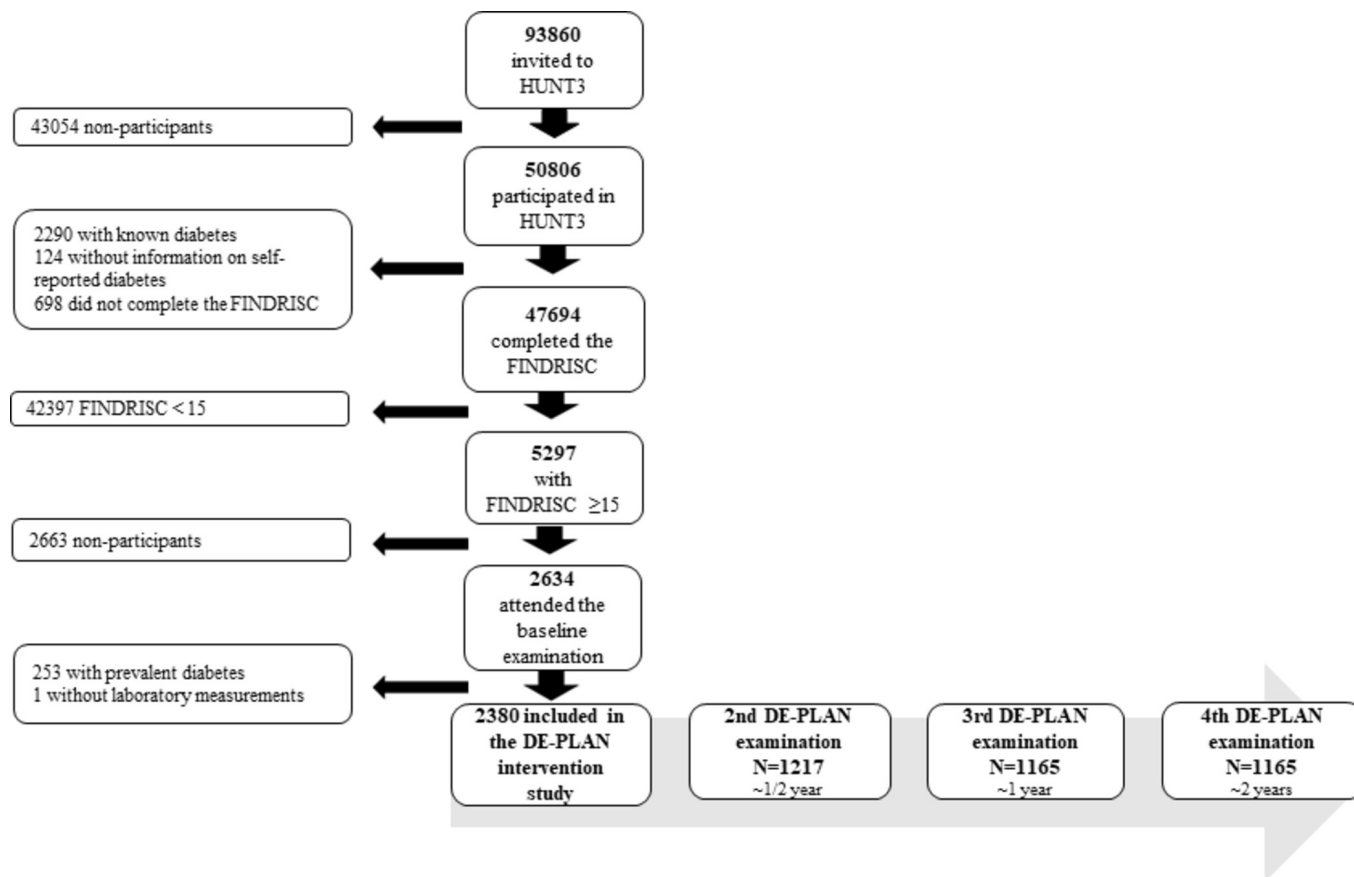 93860
invited to
HUNT3
43054 non-participants
50806
participated in
HUNT3
2290 with known diabetes
124 without information on self-
reported diabetes
698 did not complete the FINDRISC
47694
completed the
FINDRISC
42397 FINDRISC < 15
5297
with
FINDRISC ≥15
2663 non-participants
2634
attended the
baseline
examination
253 with prevalent diabetes
1 without laboratory measurements
2380 included in
the DE-PLAN
intervention
study
2nd DE-PLAN
examination
N=1217
~1/2 year
3rd DE-PLAN
examination
N=1165
~1 year
4th DE-PLAN
examination
N=1165
~2 years